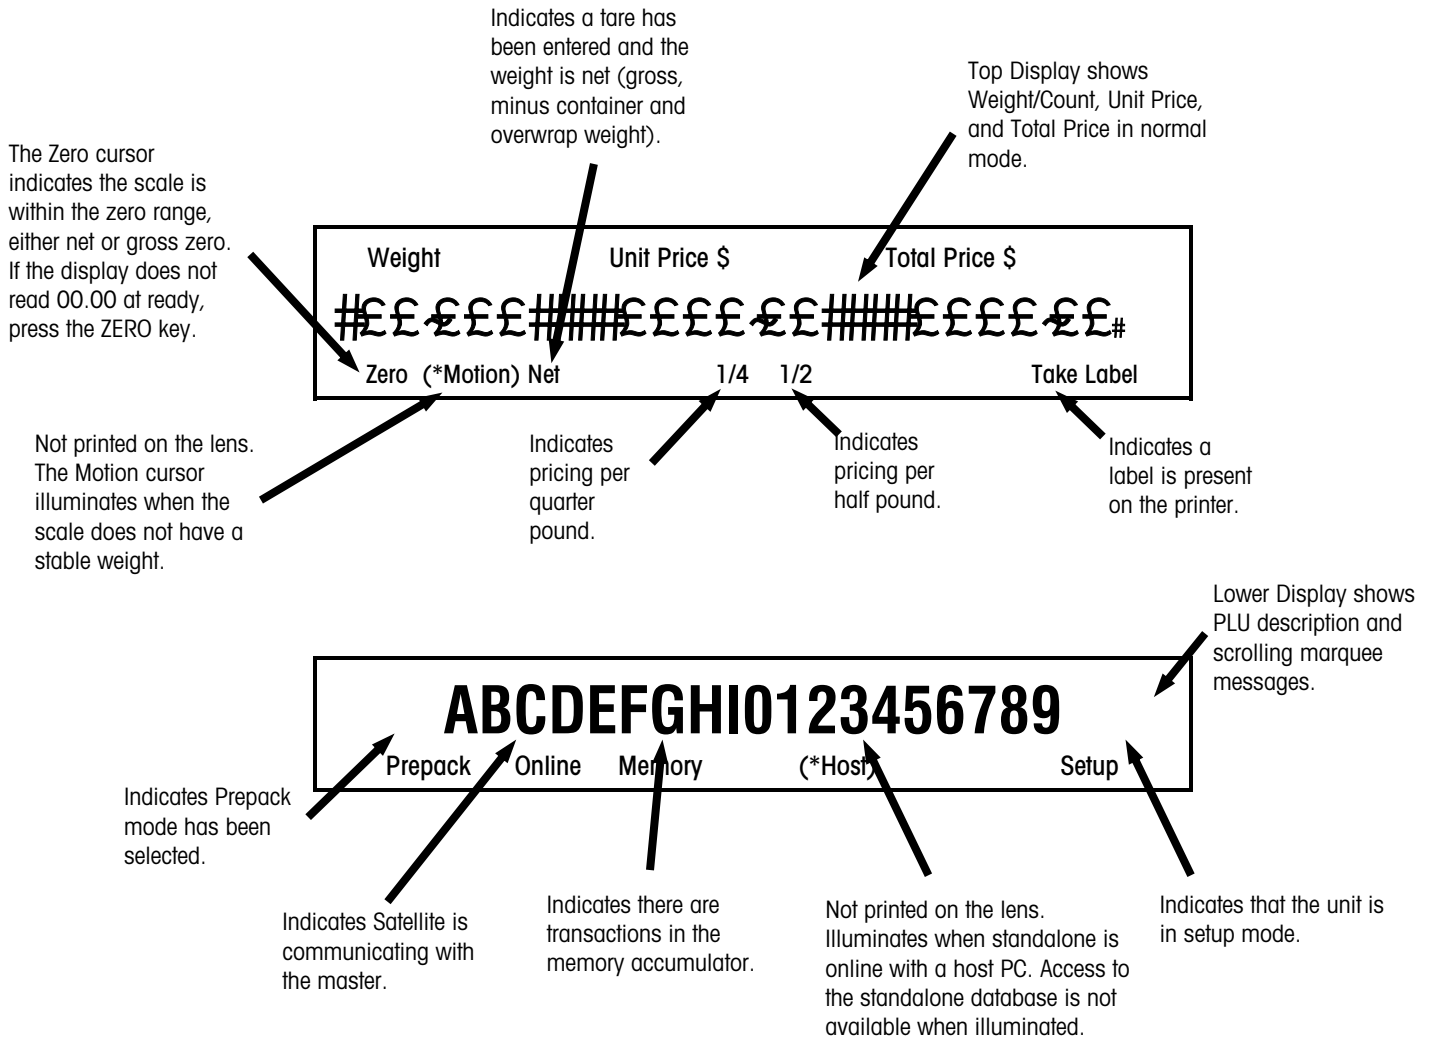 Indicates a tare has
been entered and the
weight is net (gross,
minus container and
overwrap weight).
Top Display shows
Weight/Count, Unit Price,
and Total Price in normal
mode.
The Zero cursor
indicates the scale is
within the zero range,
either net or gross zero.
If the display does not
read 00.00 at ready,
press the ZERO key.
Weight Unit Price $ Total Price $
#££~£££#####££££~££#####££££~££#
Zero (*Motion) Net 1/4 1/2 Take Label
Not printed on the lens.
The Motion cursor
illuminates when the
scale does not have a
stable weight.
Indicates
pricing per
quarter
pound.
Indicates
pricing per
half pound.
Indicates a
label is present
on the printer.
Lower Display shows
PLU description and
scrolling marquee
messages.
ABCDEFGHI0123456789
Prepack Online Memory (*Host) Setup
Indicates Prepack
mode has been
selected.
Indicates Satellite is
communicating with
the master.
Indicates there are
transactions in the
memory accumulator.
Not printed on the lens.
Illuminates when standalone is
online with a host PC. Access to
the standalone database is not
available when illuminated.
Indicates that the unit is
in setup mode.